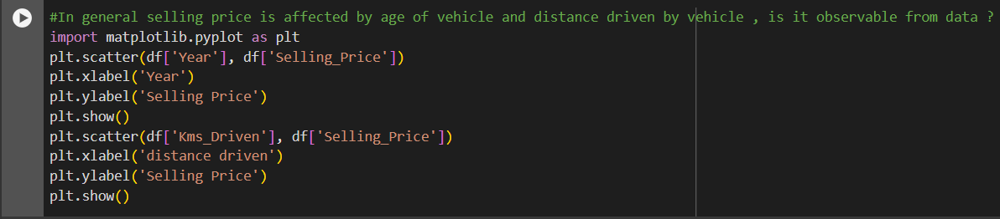 #In general selling price is affected by age of vehicle and distance driven by vehicle , is it observable from data ?
import matplotlib.pyplot as plt
plt.scatter(df['Year'], df['Selling_Price'])
plt.xlabel('Year')
plt.ylabel('Selling Price')
plt.show()
plt.scatter(df['Kms_Driven'], df['Selling_Price'])
plt.xlabel('distance driven')
plt.ylabel('Selling Price')
plt.show()